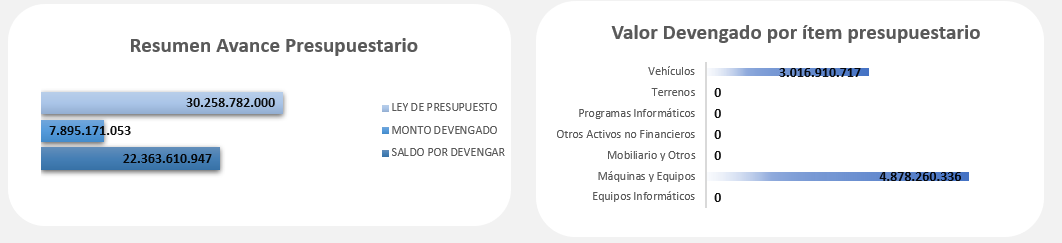 Resumen Avance Presupuestario
30.258.782.000
7.895.171.053
22.363.610.947
LEY DE PRESUPUESTO
MONTO DEVENGADO
SALDO POR DEVENGAR
Valor Devengado por ítem presupuestario
Vehículos 3.016.910.717
Terrenos 0
Programas Informáticos 0
Otros Activos no Financieros 0
Mobiliario y Otros 0
Máquinas y Equipos 4.878.260.336
Equipos Informáticos 0